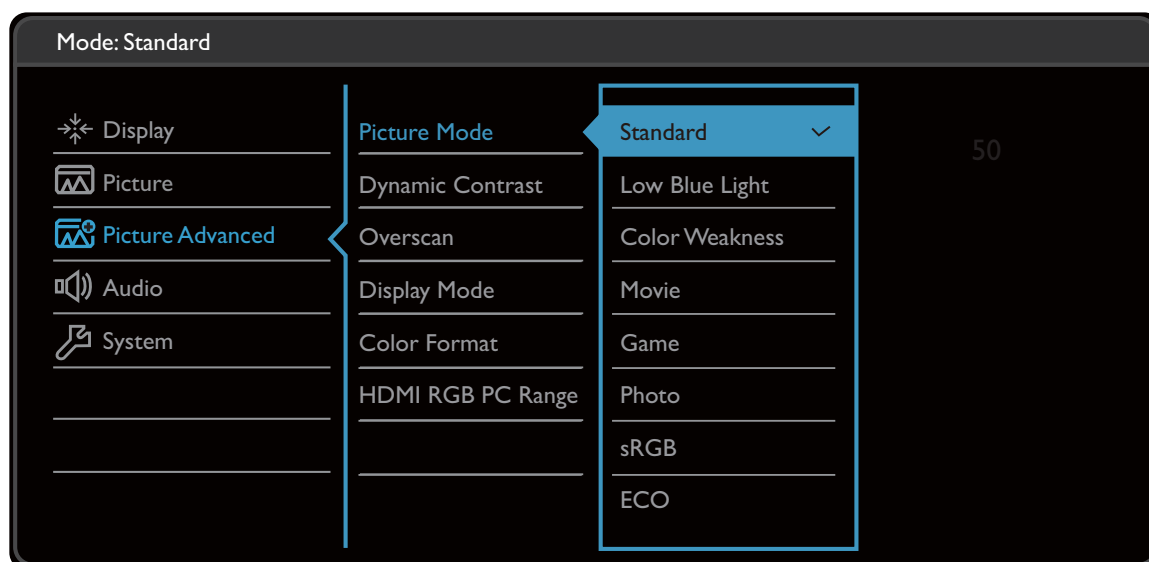 Mode: Standard
Display
Picture
Picture Advanced
Audio
System
Picture Mode
Dynamic Contrast
Overscan
Display Mode
Color Format
HDMI RGB PC Range
Standard
Low Blue Light
Color Weakness
Movie
Game
Photo
sRGB
ECO
50